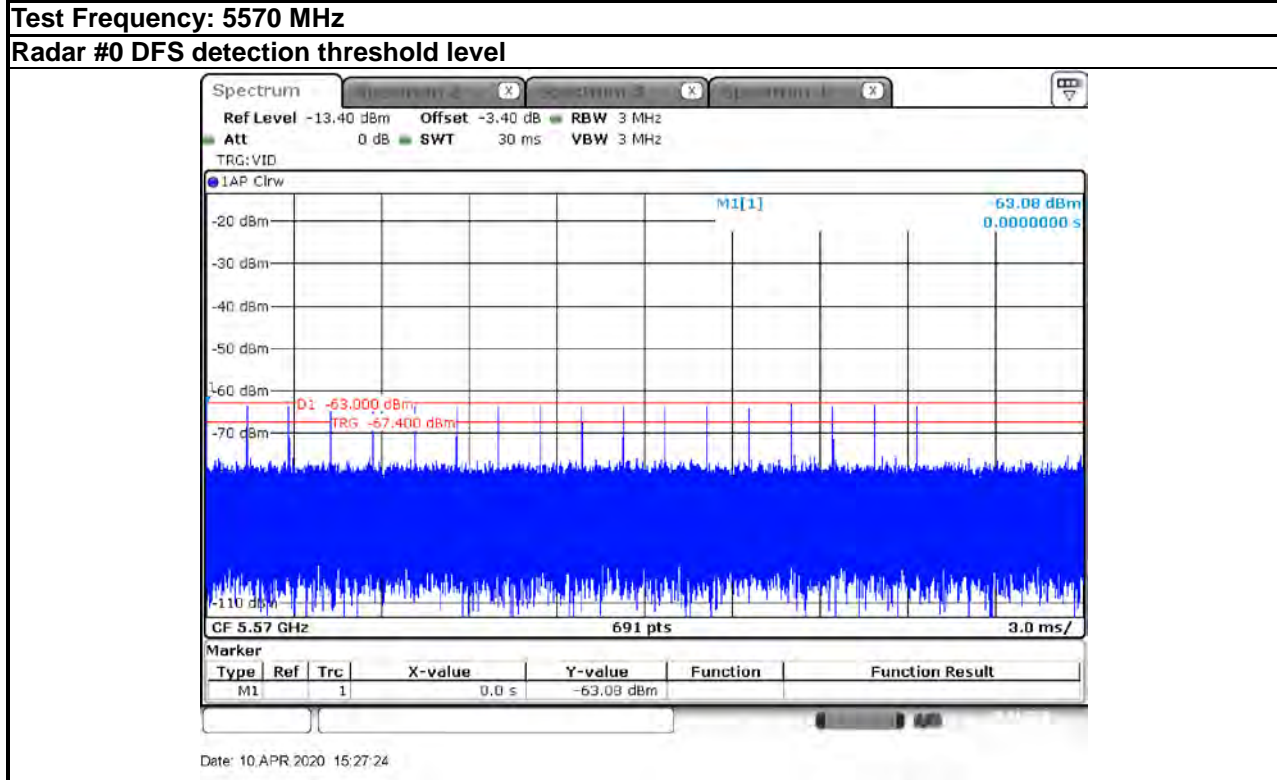 Test Frequency: 5570 MHz
Radar #0 DFS detection threshold level
Spectrum
Ref Level -13.40 dBm Offset -3.40 dB RBW 3 MHz
Att 0 dB SWT 30 ms VBW 3 MHz
TRG:VID
1AP Clrw
M1[1] -63.08 dBm
0.0000000 s
-20 dBm
-30 dBm
-40 dBm
-50 dBm
-60 dBm
D1 -63.000 dBm
TRG -67.400 dBm
-70 dBm
-110 dBm
CF 5.57 GHz 691 pts 3.0 ms/
Marker
Type Ref Trc X-value Y-value Function Function Result
M1 1 0.0 s -63.08 dBm
Date: 10.APR.2020 15:27:24